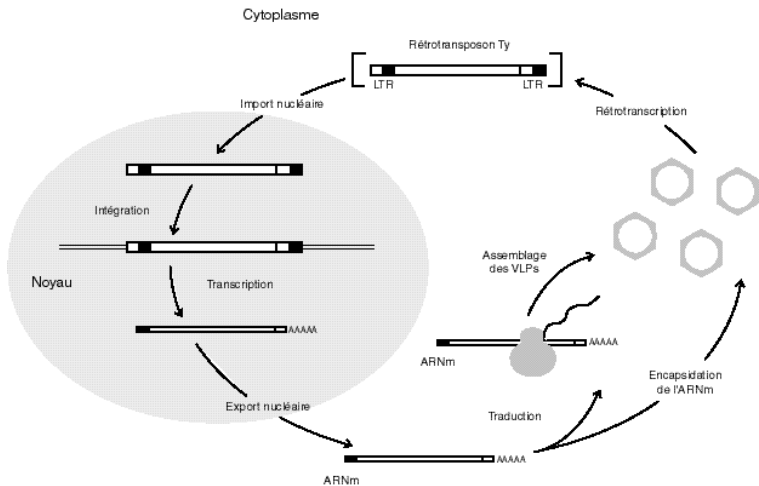 Cytoplasme
Rétrotransposon Ty
LTR LTR
Import nucléaire
Rétrotranscription
Intégration
Assemblage
des VLPs
Noyau
Transcription
AAAAA
AAAAA
ARNm
Encapsidation
de l'ARNm
Export nucléaire
Traduction
AAAAA
ARNm